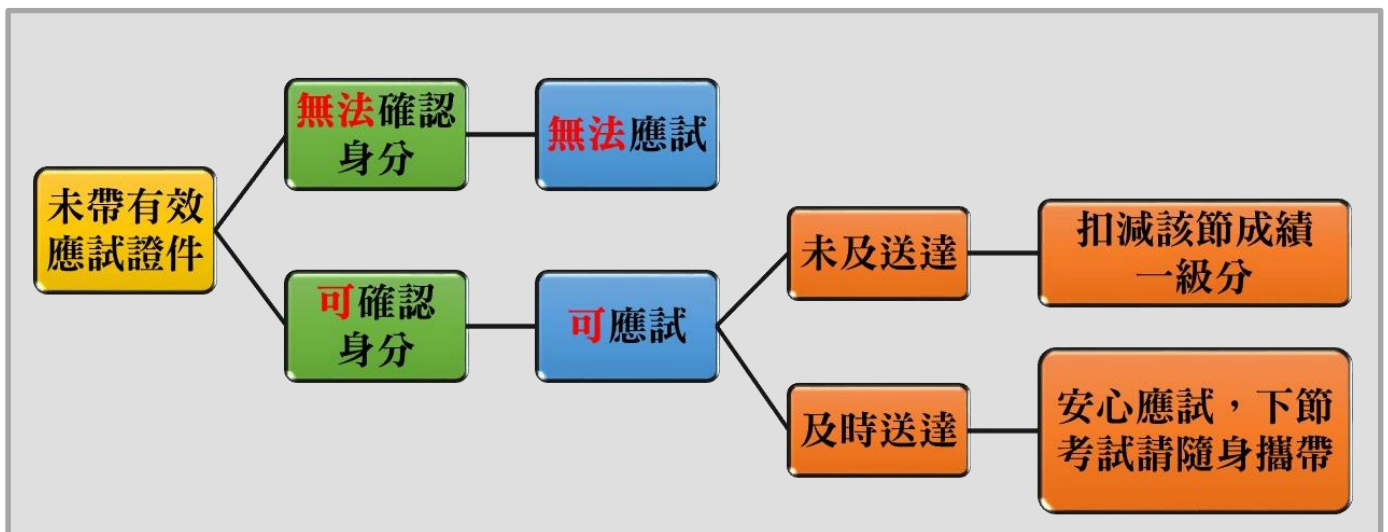 未帶有效
應試證件
無法確認
身分
無法應試
可確認
身分
可應試
未及送達
扣減該節成績
一級分
及時送達
安心應試，下節
考試請隨身攜帶